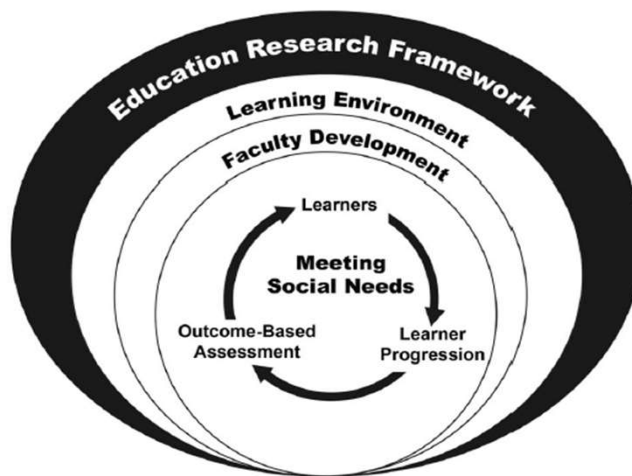 Education Research Framework
Learning Environment
Faculty Development
Learners
Meeting
Social Needs
Outcome-Based
Assessment
Learner
Progression